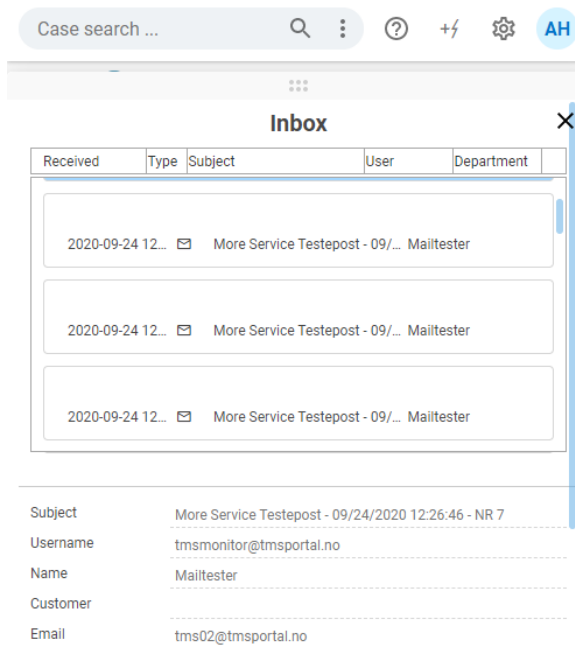 Case search ...
AH
Inbox
Received Type Subject User Department
2020-09-24 12... More Service Testepost - 09/... Mailtester
2020-09-24 12... More Service Testepost - 09/... Mailtester
2020-09-24 12... More Service Testepost - 09/... Mailtester
Subject More Service Testepost - 09/24/2020 12:26:46 - NR 7
Username tmsmonitor@tmsportal.no
Name Mailtester
Customer
Email tms02@tmsportal.no